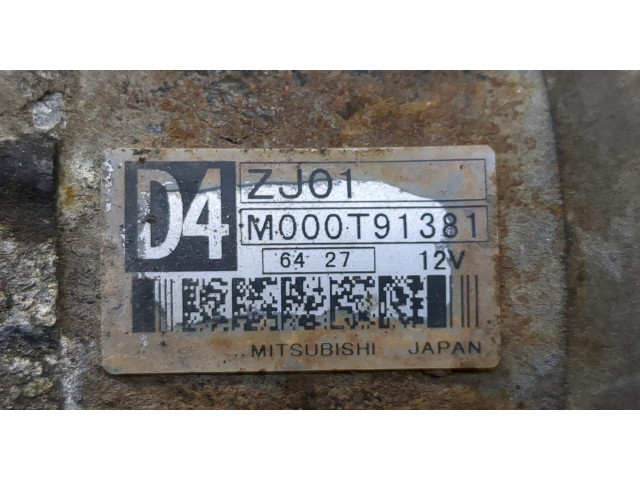 D4
ZJ01
M000T91381
64 27 12V
MITSUBISHI JAPAN